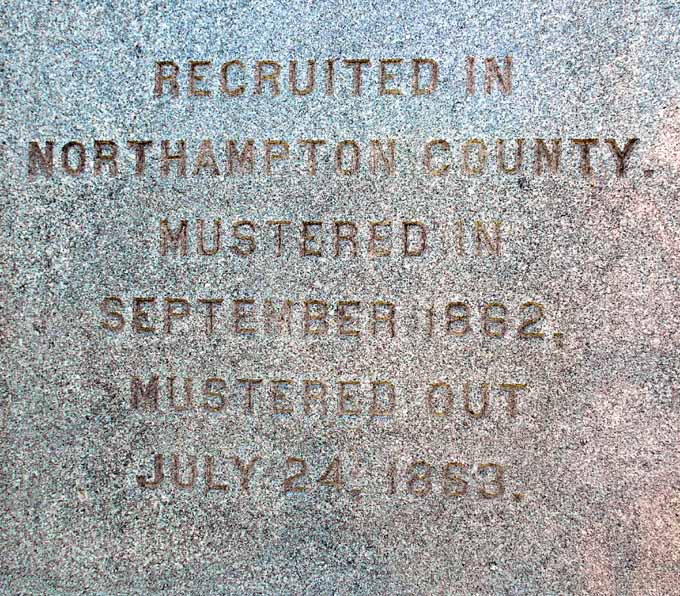 RECRUITED IN
NORTHAMPTON COUNTY.
MUSTERED IN
SEPTEMBER 1862.
MUSTERED OUT
JULY 24, 1863.